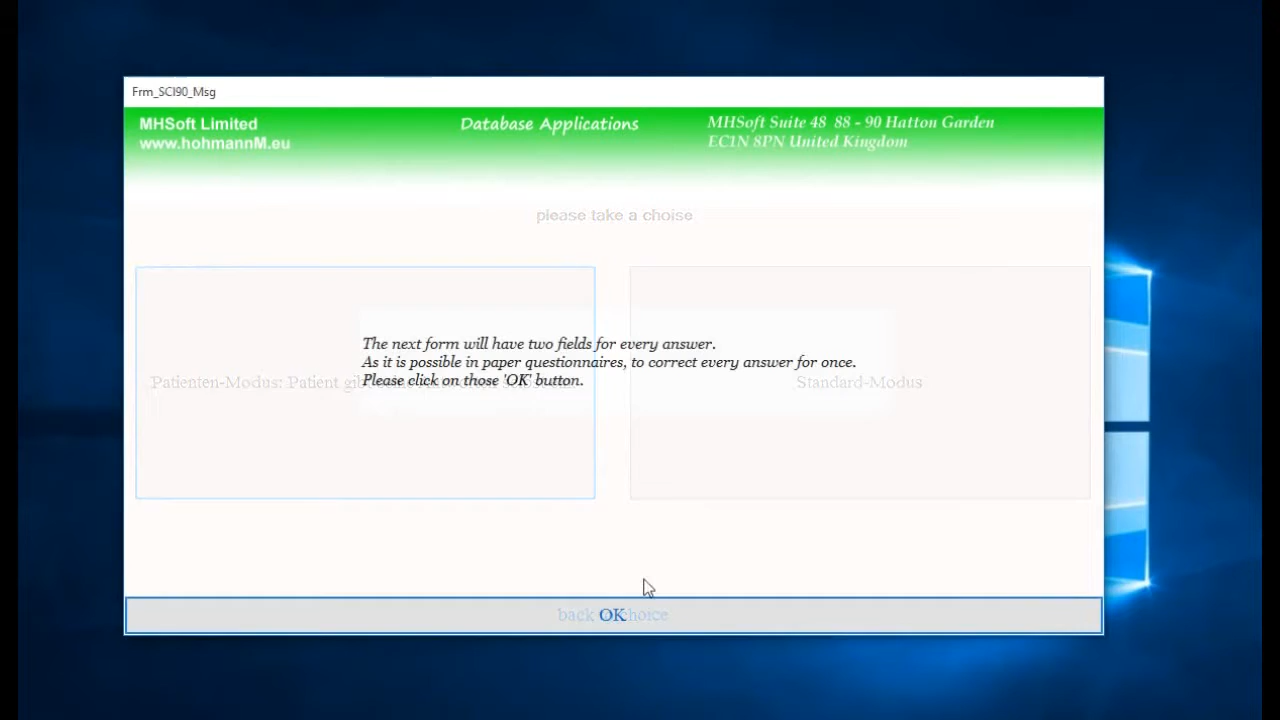 Frm_SCI90_Msg
MHSoft Limited
www.hohmannM.eu
Database Applications
MHSoft Suite 48 88 - 90 Hatton Garden
EC1N 8PN United Kingdom
please take a choise
The next form will have two fields for every answer.
As it is possible in paper questionnaires, to correct every answer for once.
Please click on those 'OK' button.
Patienten-Modus: Patient
Standard-Modus
back to choice
OK